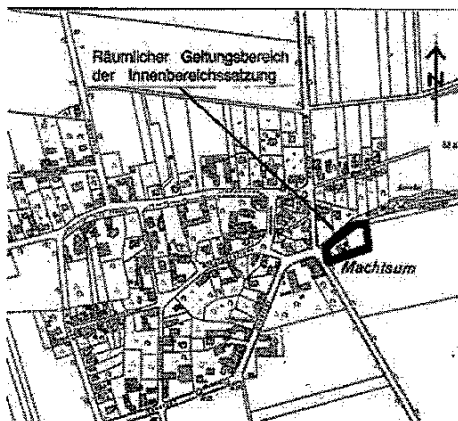 Räumlicher Geltungsbereich
der Innenbereichssatzung
N
Machtsum